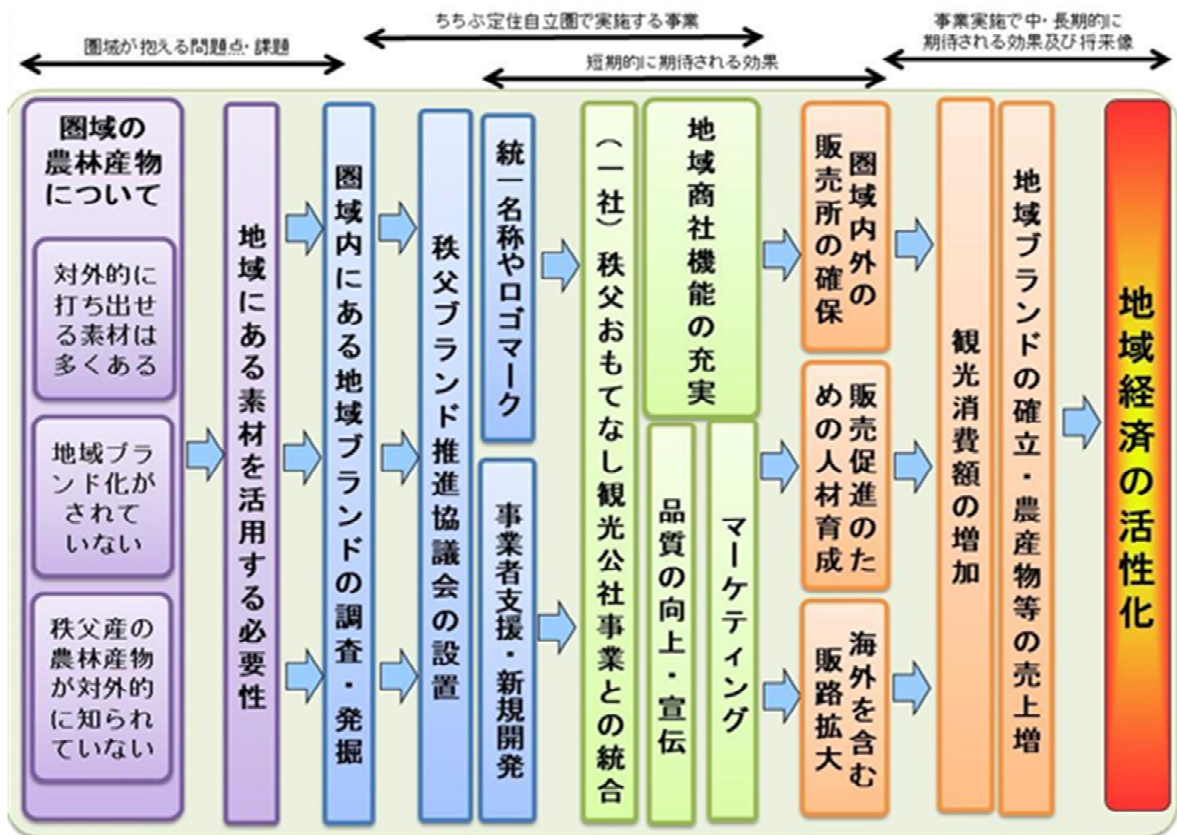 ちちぶ定住自立圏で実施する事業
事業実施で中・長期的に
期待される効果及び将来像
圏域が抱える問題点・課題
短期的に期待される効果
圏域の
農林産物
について
対外的に
打ち出せ
る素材は
多くある
地域ブラ
ンド化が
されて
いない
秩父産の
農林産物
が対外的
に知られ
ていない
地域にある素材を活用する必要性
圏域内にある地域ブランドの調査・発掘
秩父ブランド推進協議会の設置
統一名称やロゴマーク
事業者支援・新規開発
（一社）秩父おもてなし観光公社事業との統合
地域商社機能の充実
品質の向上・宣伝
マーケティング
圏域内外の
販売所の確保
販売促進のた
めの人材育成
海外を含む
販路拡大
観光消費額の増加
地域ブランドの確立・農産物等の売上増
地域経済の活性化